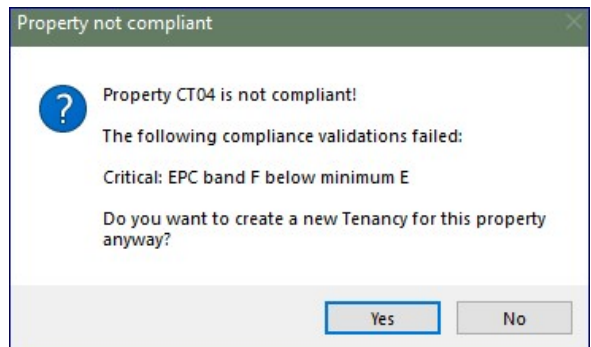 Property not compliant
Property CT04 is not compliant!
The following compliance validations failed:
Critical: EPC band F below minimum E
Do you want to create a new Tenancy for this property
anyway?
Yes
No